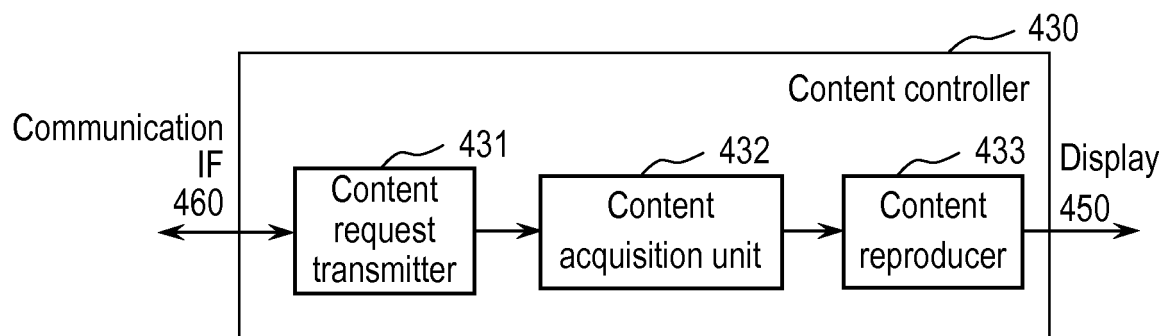 430
Content controller
Communication
IF
460
431
Content
request
transmitter
432
Content
acquisition unit
433
Content
reproducer
Display
450